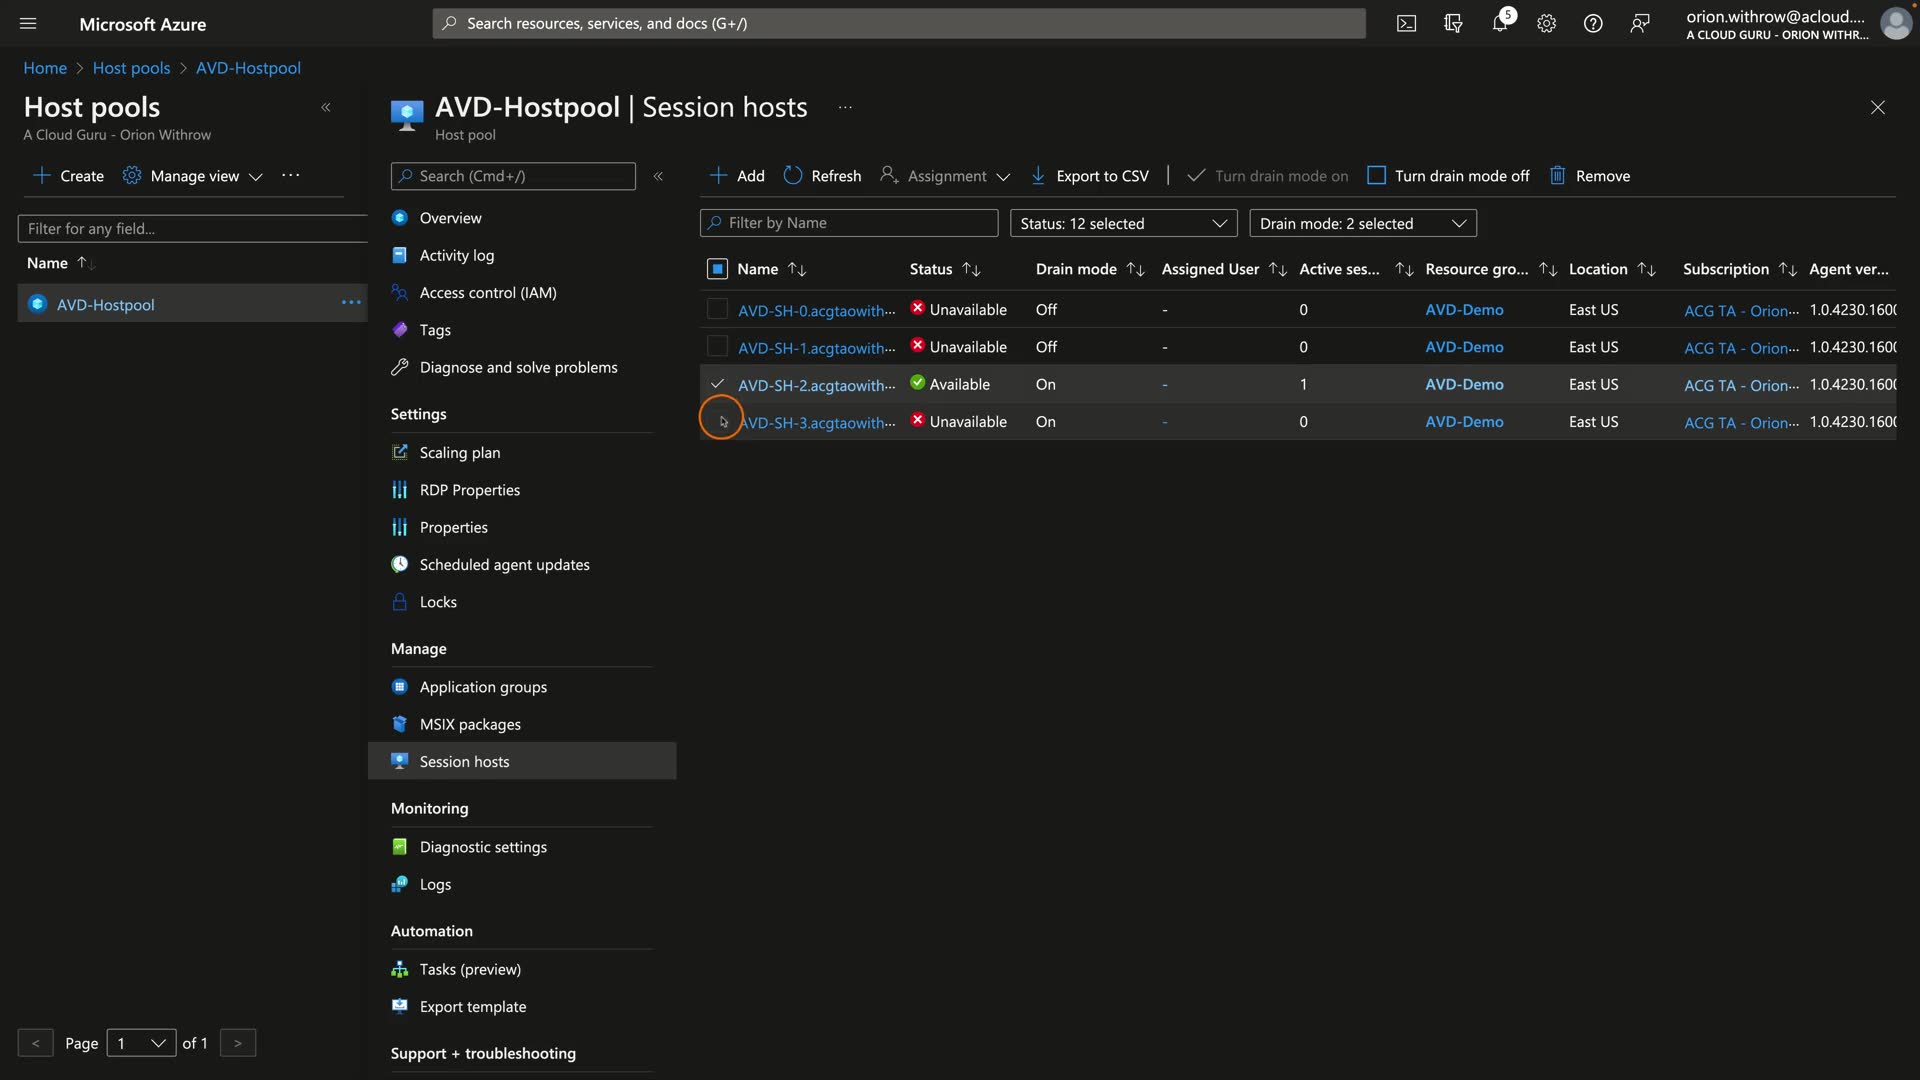 Microsoft Azure
Search resources, services, and docs (G+/)
5
orion.withrow@acloud....
A CLOUD GURU - ORION WITHR...
Home > Host pools > AVD-Hostpool
Host pools
«
A Cloud Guru - Orion Withrow
Create
Manage view
...
Filter for any field...
Name
AVD-Hostpool
...
< Page 1 of 1 >
AVD-Hostpool | Session hosts
...
Host pool
Search (Cmd+/)
«
Overview
Activity log
Access control (IAM)
Tags
Diagnose and solve problems
Settings
Scaling plan
RDP Properties
Properties
Scheduled agent updates
Locks
Manage
Application groups
MSIX packages
Session hosts
Monitoring
Diagnostic settings
Logs
Automation
Tasks (preview)
Export template
Support + troubleshooting
Add
Refresh
Assignment
Export to CSV
Turn drain mode on
Turn drain mode off
Remove
Filter by Name
Status: 12 selected
Drain mode: 2 selected
Name Status Drain mode Assigned User Active ses... Resource gro... Location Subscription Agent ver...
AVD-SH-0.acgtaowith... Unavailable Off - 0 AVD-Demo East US ACG TA - Orion... 1.0.4230.1600
AVD-SH-1.acgtaowith... Unavailable Off - 0 AVD-Demo East US ACG TA - Orion... 1.0.4230.1600
AVD-SH-2.acgtaowith... Available On - 1 AVD-Demo East US ACG TA - Orion... 1.0.4230.1600
AVD-SH-3.acgtaowith... Unavailable On - 0 AVD-Demo East US ACG TA - Orion... 1.0.4230.1600